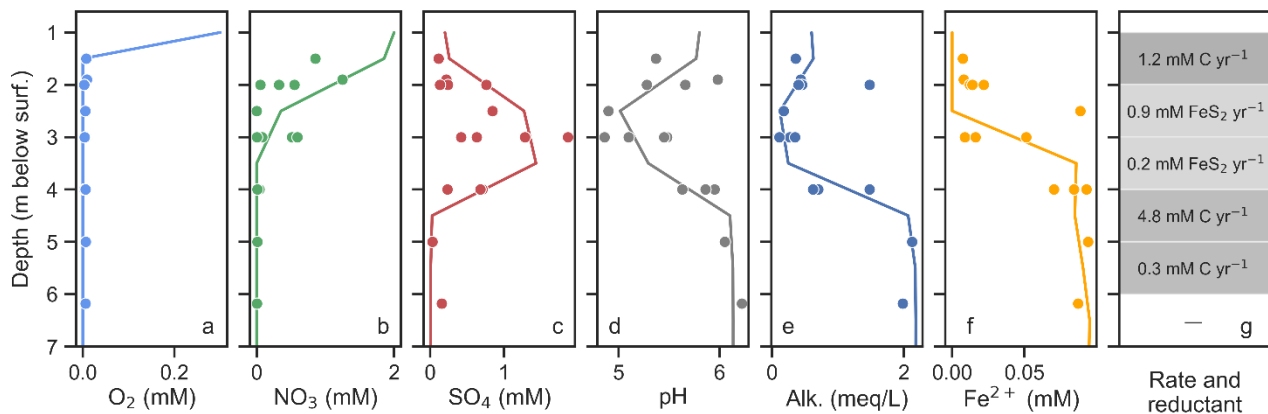 Depth (m below surf.)
1
2
3
4
5
6
7
a
0.0 0.2
O₂ (mM)
b
0 2
NO₃ (mM)
c
0 1
SO₄ (mM)
d
5 6
pH
e
0 2
Alk. (meq/L)
f
0.00 0.05
Fe²⁺ (mM)
1.2 mM C yr⁻¹
0.9 mM FeS₂ yr⁻¹
0.2 mM FeS₂ yr⁻¹
4.8 mM C yr⁻¹
0.3 mM C yr⁻¹
— g
Rate and
reductant